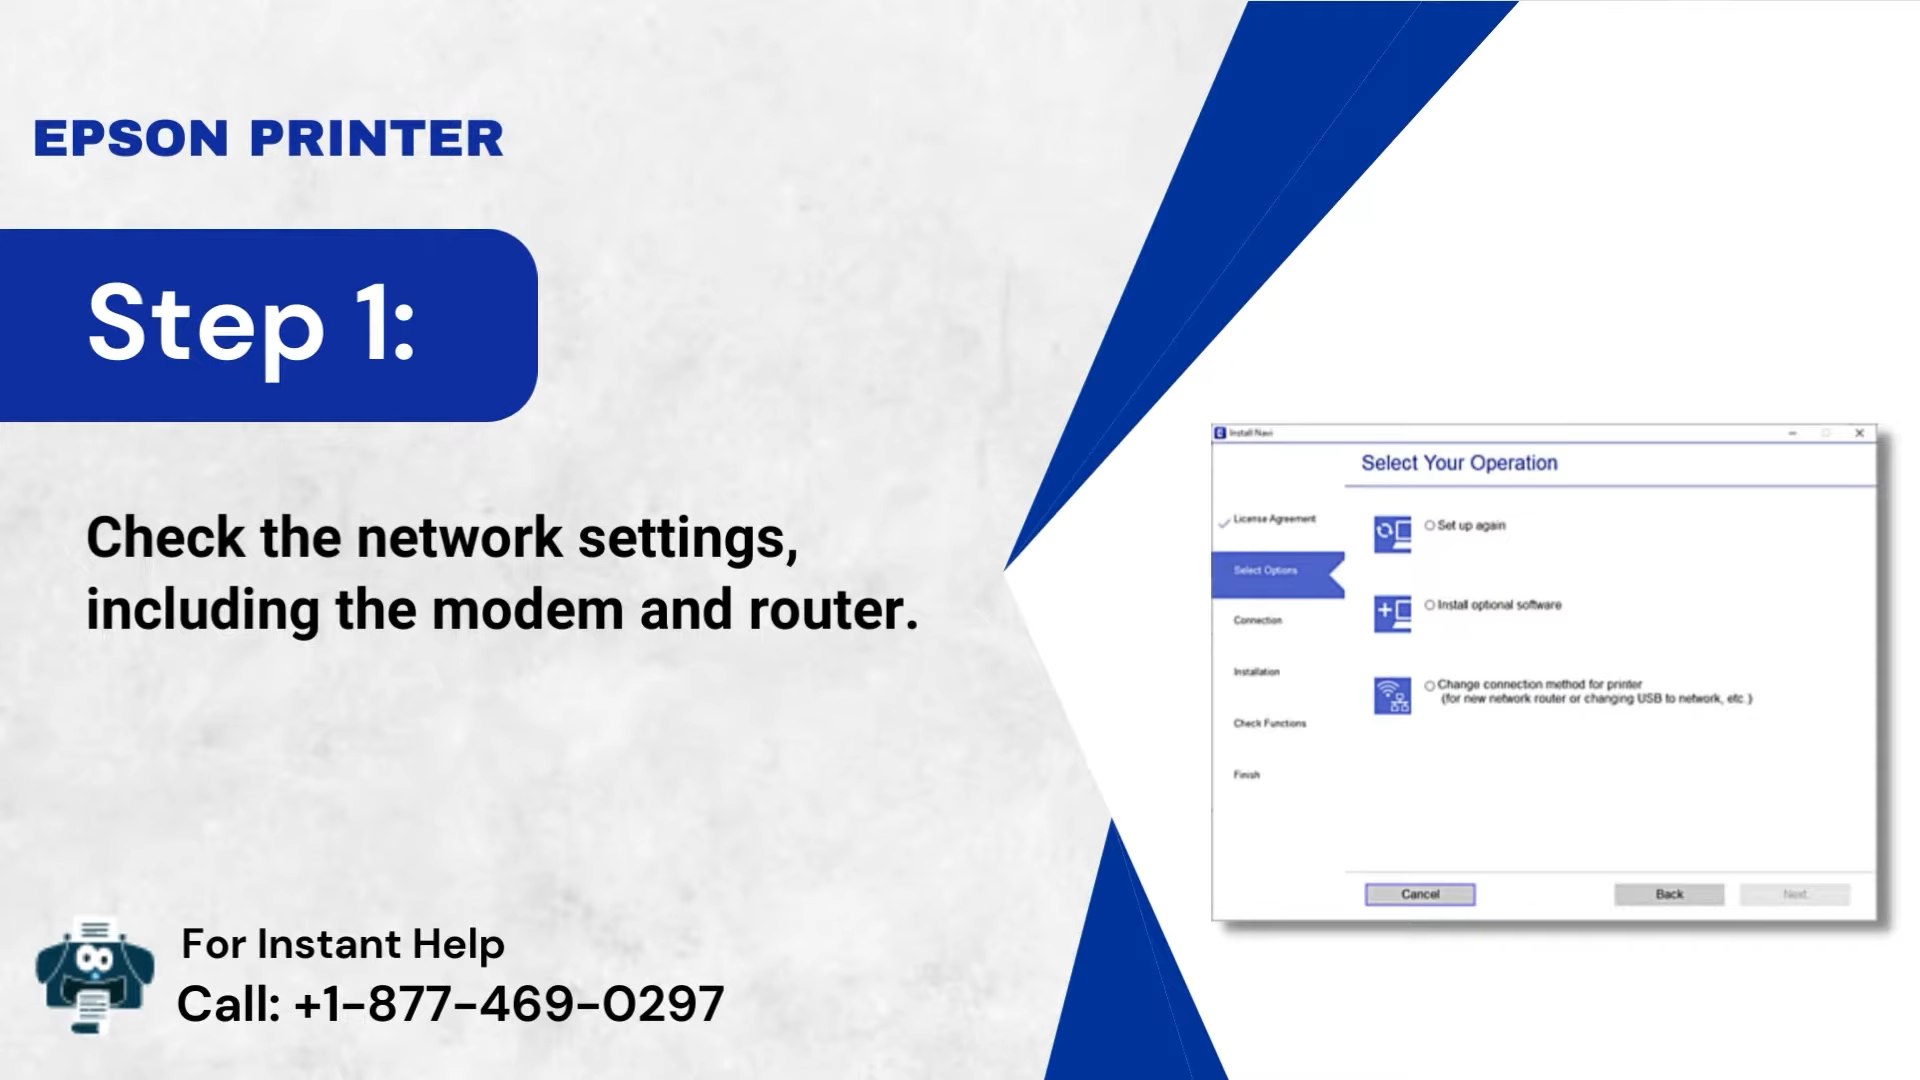 EPSON PRINTER
Step 1:
Check the network settings,
including the modem and router.
For Instant Help
Call: +1-877-469-0297
Install Navi
Select Your Operation
License Agreement
Select Options
Connection
Installation
Check Functions
Finish
Set up again
Install optional software
Change connection method for printer
(for new network router or changing USB to network, etc.)
Cancel
Back
Next